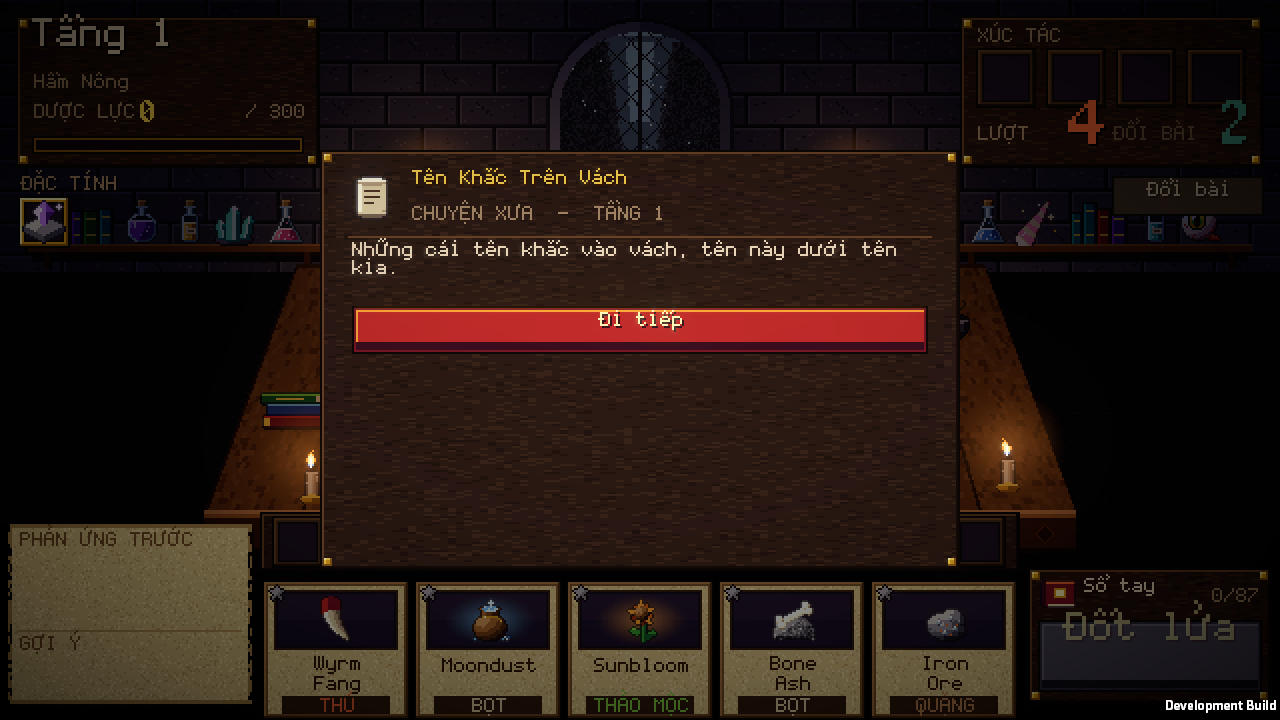 Tầng 1
Hầm Nông
DƯỢC LỰC 0 / 300
ĐẶC TÍNH
XÚC TÁC
LƯỢT 4 ĐỔI BÀI 2
Đổi bài
Tên Khắc Trên Vách
CHUYỆN XƯA – TẦNG 1
Những cái tên khắc vào vách, tên này dưới tên
kia.
Đi tiếp
PHẢN ỨNG TRƯỚC
GỢI Ý
Wyrm
Fang
THÚ
Moondust
BỘT
Sunbloom
THẢO MỘC
Bone
Ash
BỘT
Iron
Ore
QUẶNG
Sổ tay
0/87
Đốt lửa
Development Build